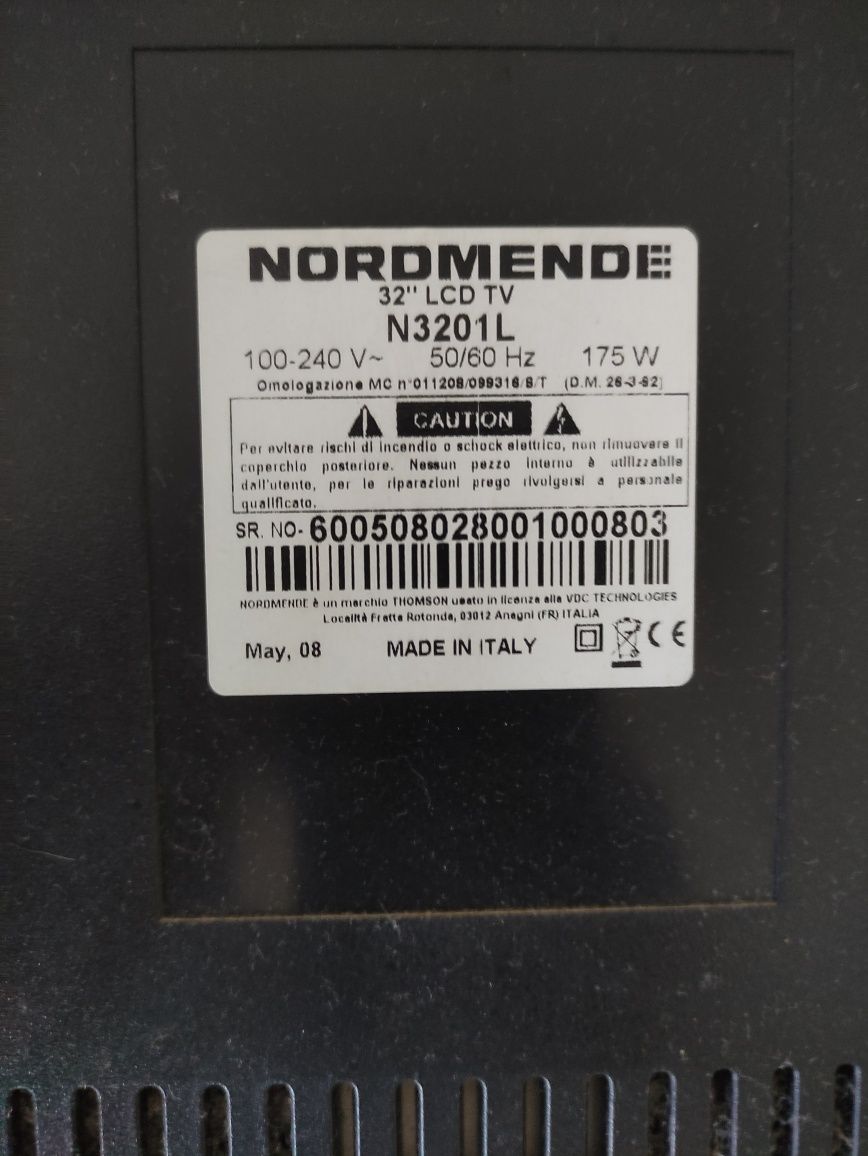 NORDMENDE
32" LCD TV
N3201L
100-240 V~ 50/60 Hz 175 W
Omologazione MC n°011208/099316/S/T (D.M. 26-3-92)
CAUTION
Per evitare rischi di incendio o schock elettrico, non rimuovere il
coperchio posteriore. Nessun pezzo interno è utilizzabile
dall'utente, per le riparazioni prego rivolgersi a personale
qualificato.
SR. NO- 600508028001000803
NORDMENDE è un marchio THOMSON usato in licenza alla VDC TECHNOLOGIES
Località Fratta Rotonda, 03012 Anagni (FR) ITALIA
May, 08 MADE IN ITALY CE